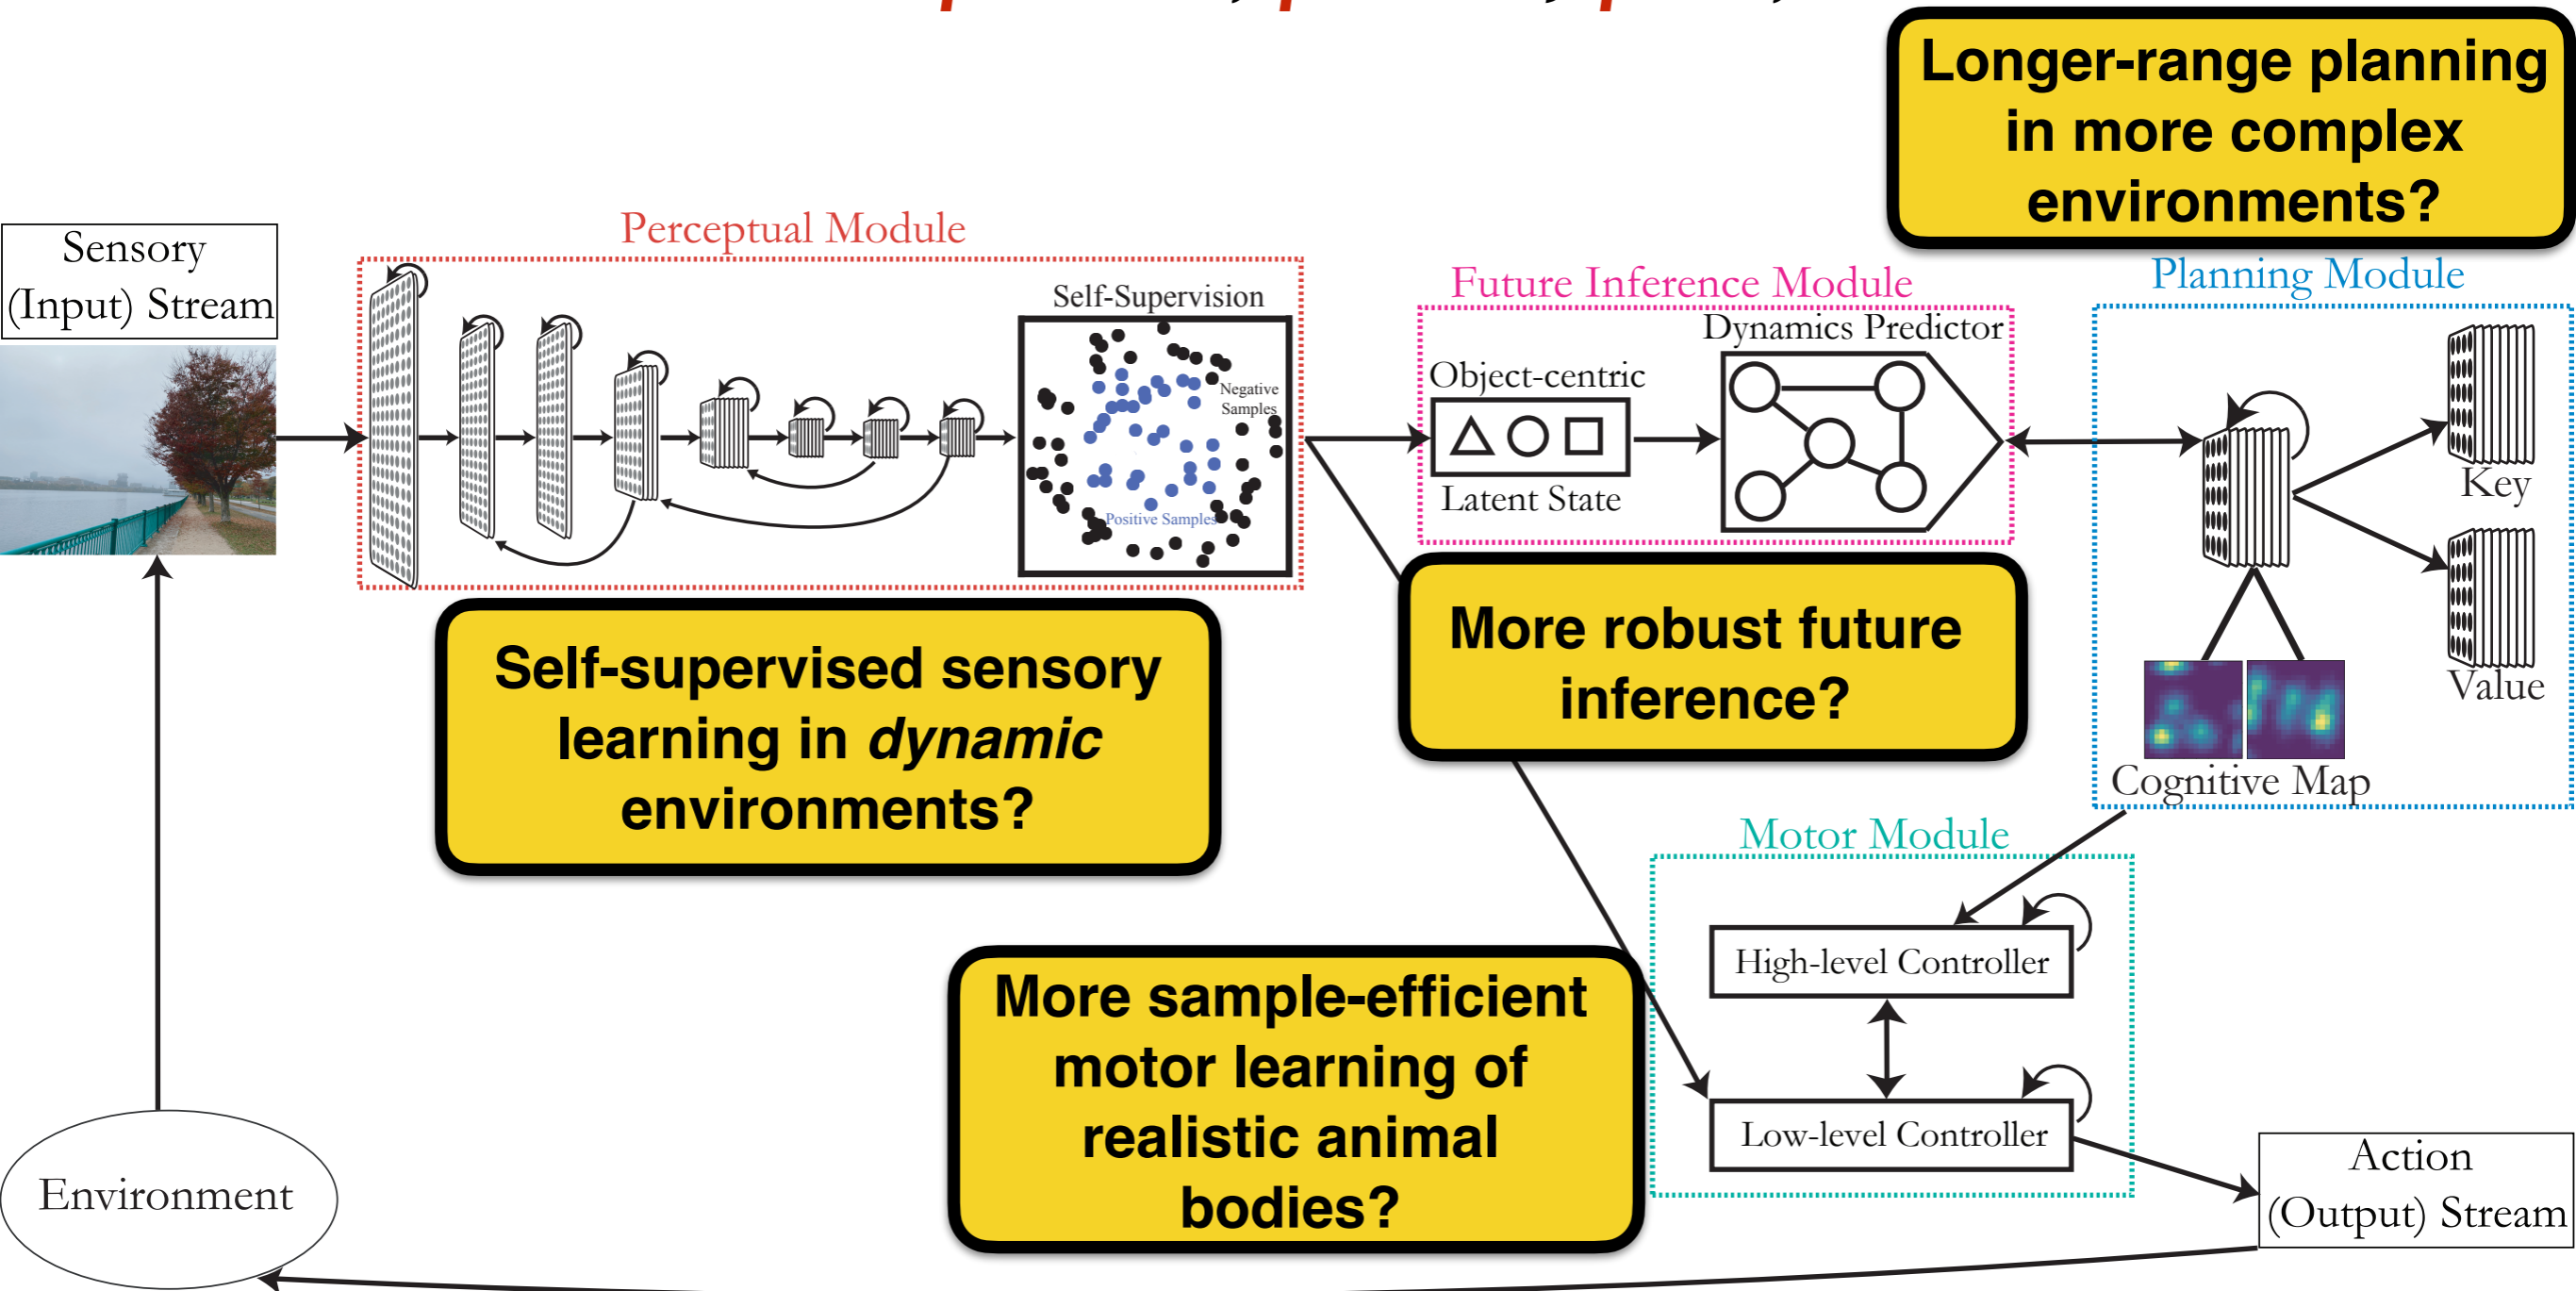 Longer-range planning
in more complex
environments?
Sensory
(Input) Stream
Perceptual Module
Self-Supervision
Negative
Samples
Positive Samples
Future Inference Module
Dynamics Predictor
Object-centric
Latent State
Planning Module
Key
Value
Cognitive Map
Self-supervised sensory
learning in dynamic
environments?
More robust future
inference?
Motor Module
High-level Controller
Low-level Controller
More sample-efficient
motor learning of
realistic animal
bodies?
Environment
Action
(Output) Stream